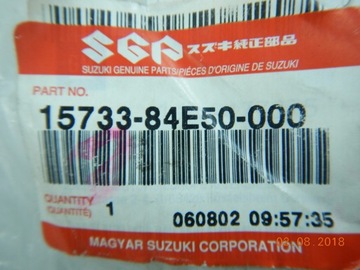 SGP スズキ純正部品
SUZUKI GENUINE PARTS/PIÈCES D'ORIGINE DE SUZUKI
PART NO.
15733-84E50-000
QUANTITY
(QUANTITÉ) 1
060802 09:57:35
MAGYAR SUZUKI CORPORATION
08-08 2018